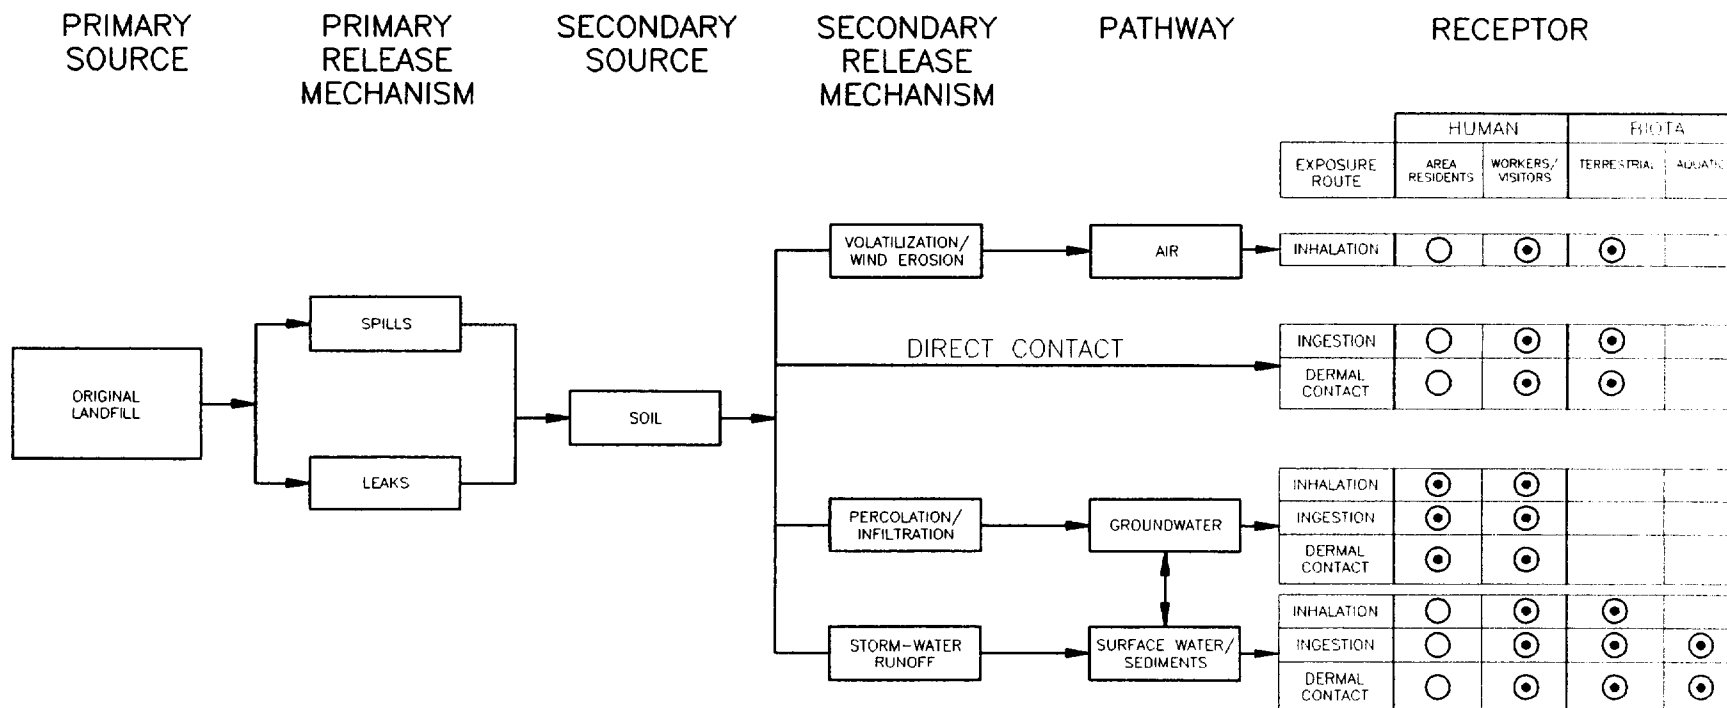 PRIMARY
SOURCE
PRIMARY
RELEASE
MECHANISM
SECONDARY
SOURCE
SECONDARY
RELEASE
MECHANISM
PATHWAY
RECEPTOR
HUMAN
BIOTA
EXPOSURE
ROUTE
AREA
RESIDENTS
WORKERS/
VISITORS
TERRESTRIAL
AQUATIC
VOLATILIZATION/
WIND EROSION
AIR
INHALATION
SPILLS
DIRECT CONTACT
INGESTION
DERMAL
CONTACT
ORIGINAL
LANDFILL
SOIL
LEAKS
PERCOLATION/
INFILTRATION
GROUNDWATER
INHALATION
INGESTION
DERMAL
CONTACT
STORM-WATER
RUNOFF
SURFACE WATER/
SEDIMENTS
INHALATION
INGESTION
DERMAL
CONTACT